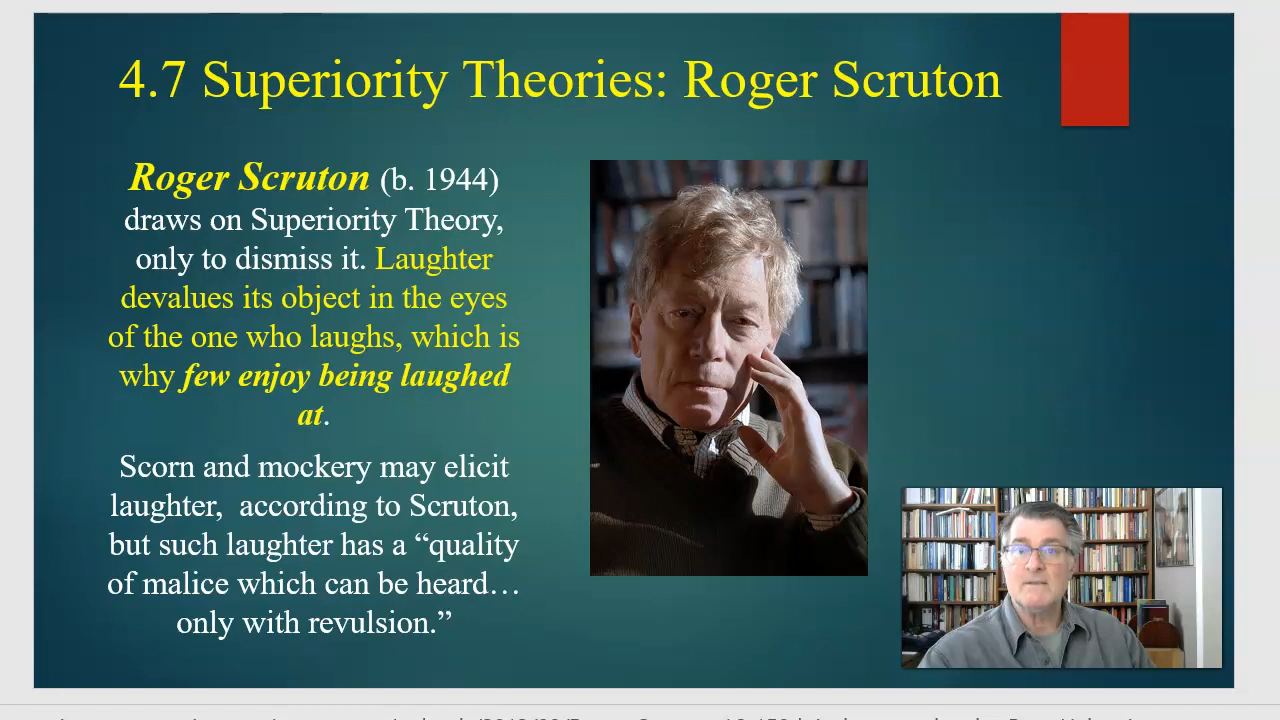 4.7 Superiority Theories: Roger Scruton
Roger Scruton (b. 1944)
draws on Superiority Theory,
only to dismiss it. Laughter
devalues its object in the eyes
of the one who laughs, which is
why few enjoy being laughed
at.
Scorn and mockery may elicit
laughter,  according to Scruton,
but such laughter has a “quality
of malice which can be heard…
only with revulsion.”